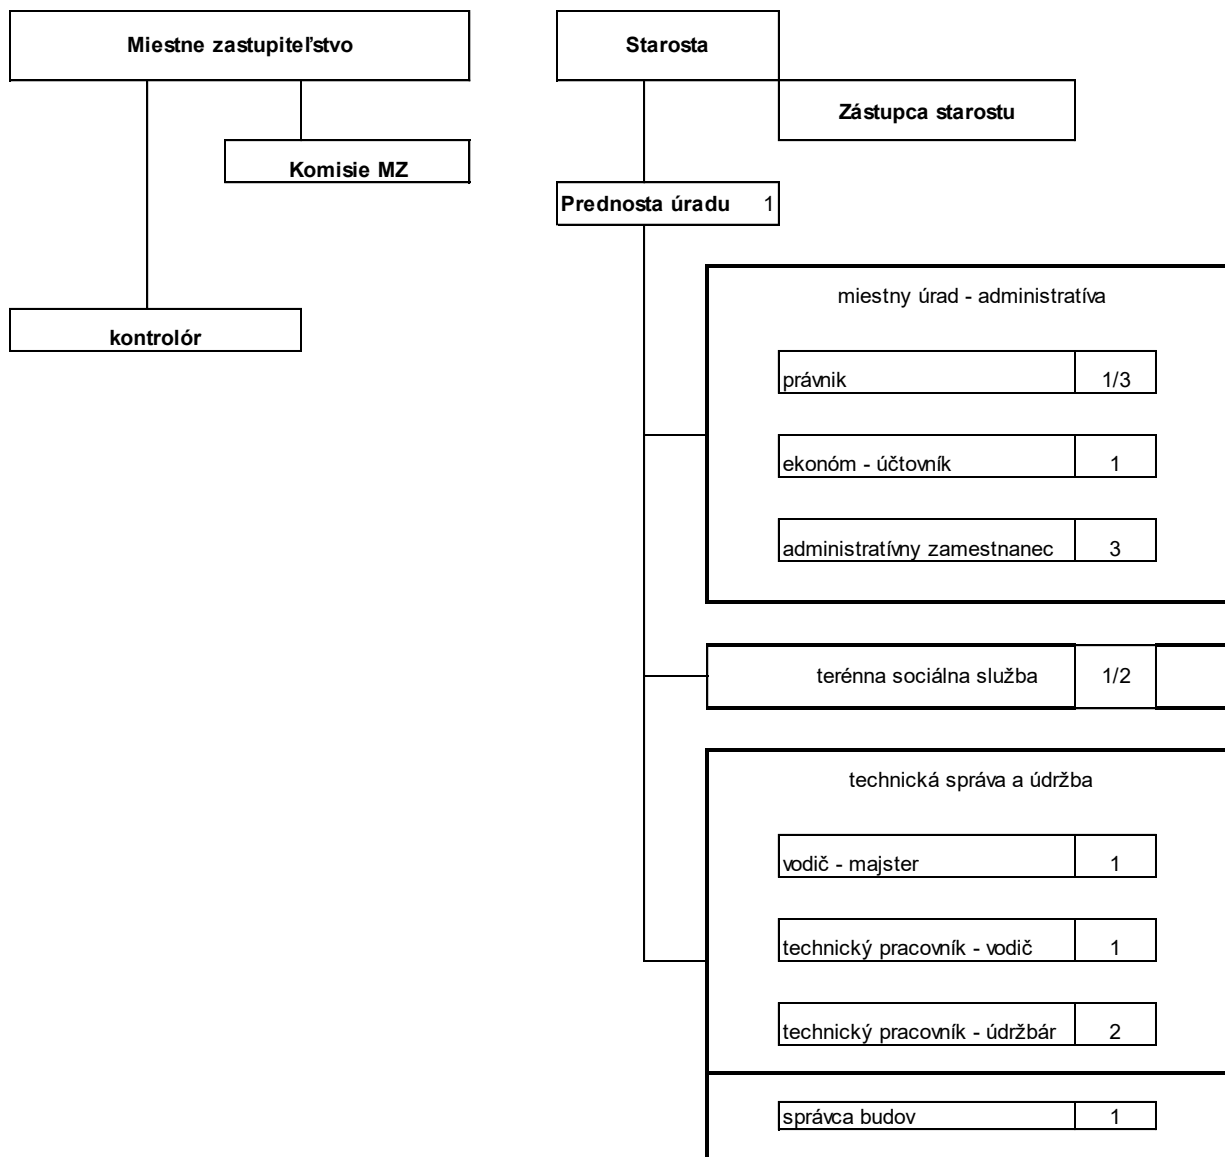 Miestne zastupiteľstvo
Starosta
Zástupca starostu
Komisie MZ
Prednosta úradu 1
kontrolór
miestny úrad - administratíva
právnik 1/3
ekonóm - účtovník 1
administratívny zamestnanec 3
terénna sociálna služba 1/2
technická správa a údržba
vodič - majster 1
technický pracovník - vodič 1
technický pracovník - údržbár 2
správca budov 1